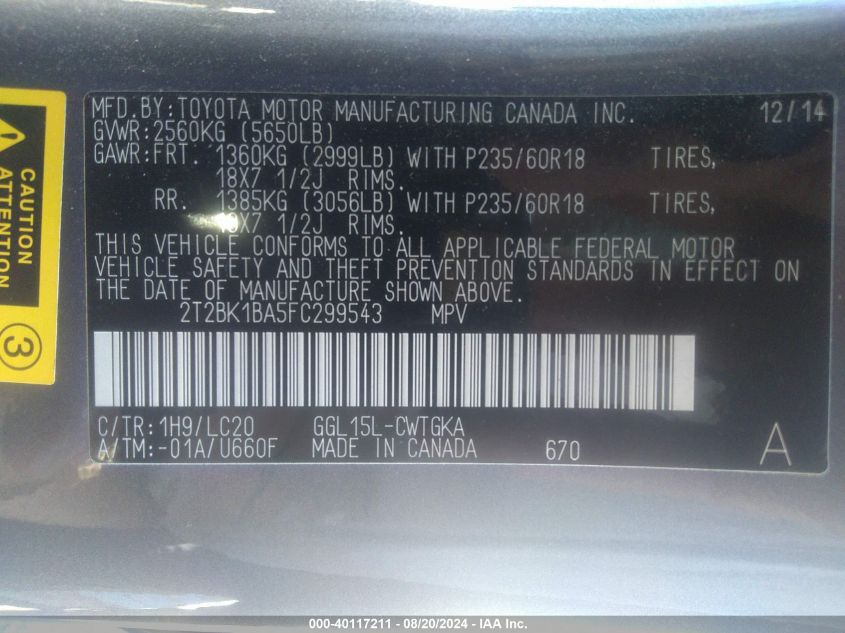 MFD.BY:TOYOTA MOTOR MANUFACTURING CANADA INC. 12/14
GVWR:2560KG (5650LB)
GAWR:FRT. 1360KG (2999LB) WITH P235/60R18 TIRES,
18X7 1/2J RIMS.
RR. 1385KG (3056LB) WITH P235/60R18 TIRES,
18X7 1/2J RIMS.
THIS VEHICLE CONFORMS TO ALL APPLICABLE FEDERAL MOTOR
VEHICLE SAFETY AND THEFT PREVENTION STANDARDS IN EFFECT ON
THE DATE OF MANUFACTURE SHOWN ABOVE.
2T2BK1BA5FC299543 MPV
C/TR:1H9/LC20 GGL15L-CWTGKA
A/TM:-01A/U660F MADE IN CANADA 670 A
CAUTION
ATTENTION
3
000-40117211 - 08/20/2024 - IAA Inc.